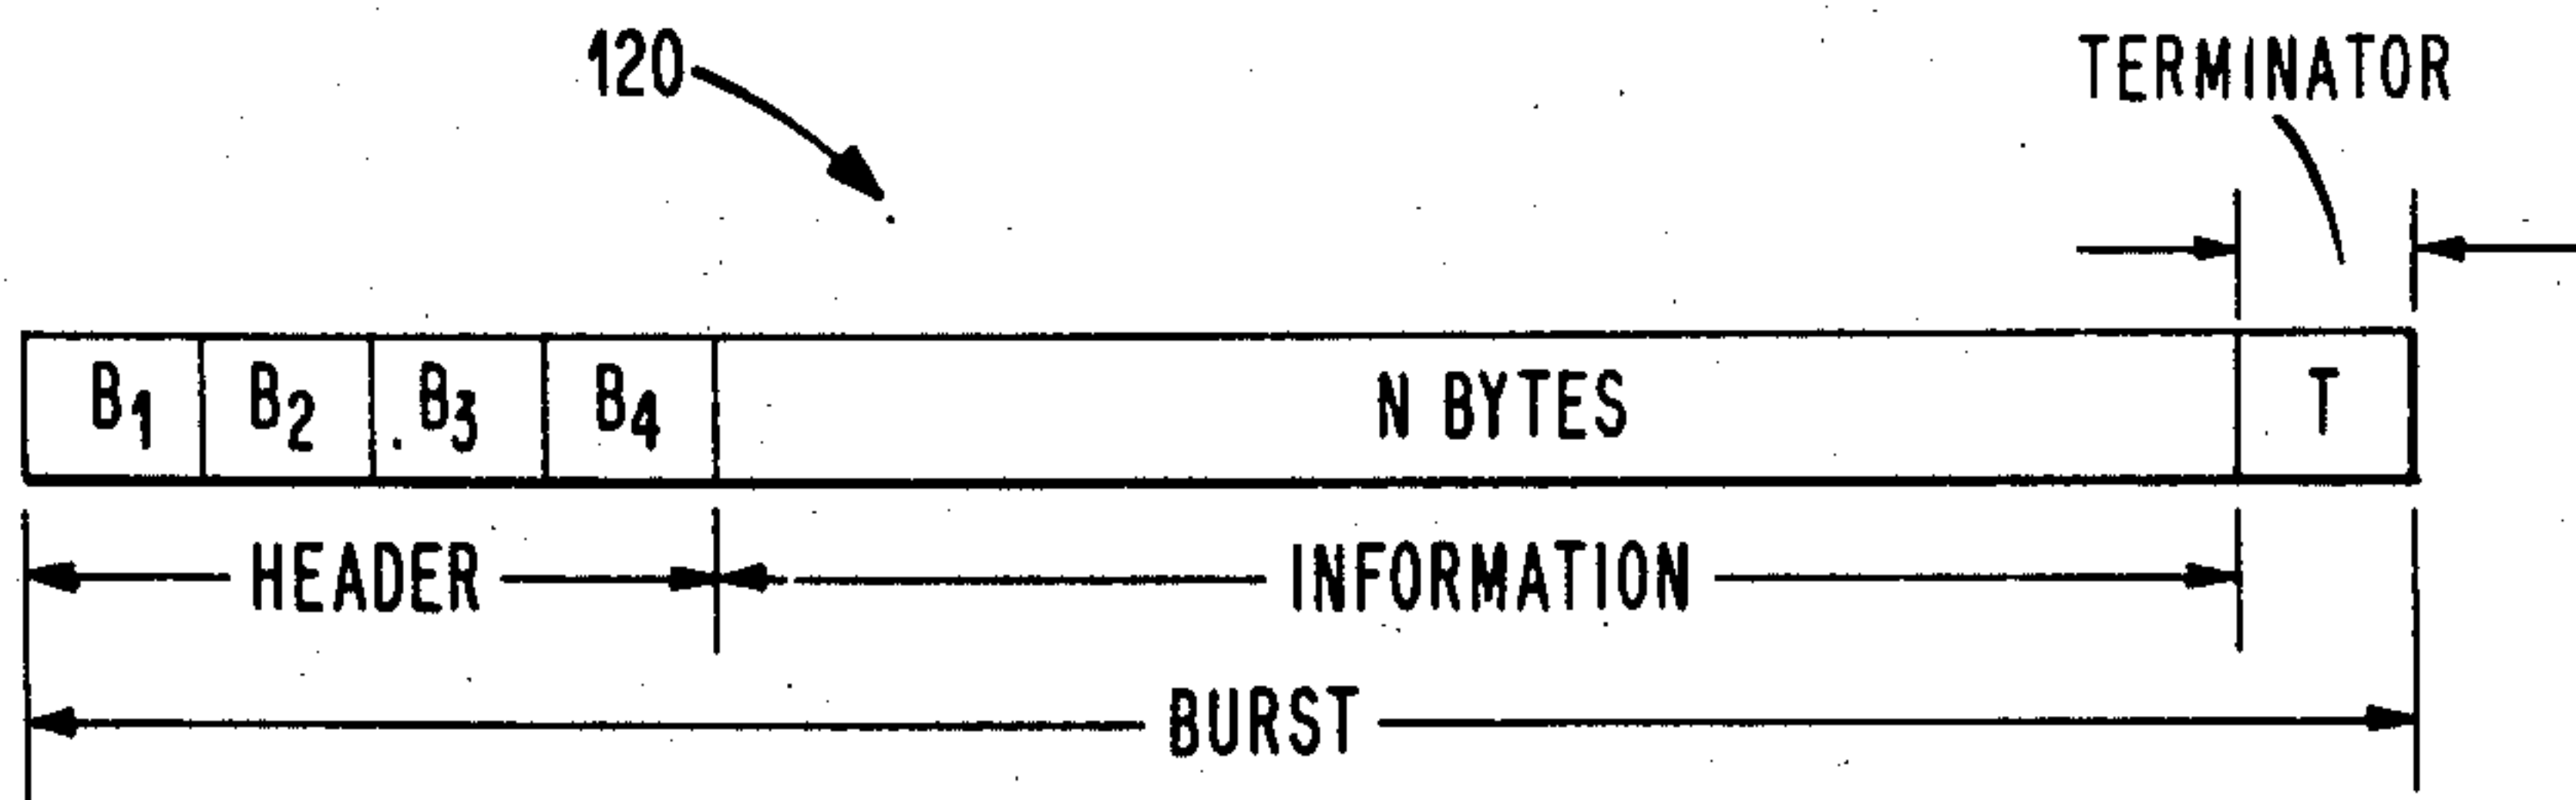 120
TERMINATOR
B1 B2 B3 B4 N BYTES T
HEADER INFORMATION
BURST